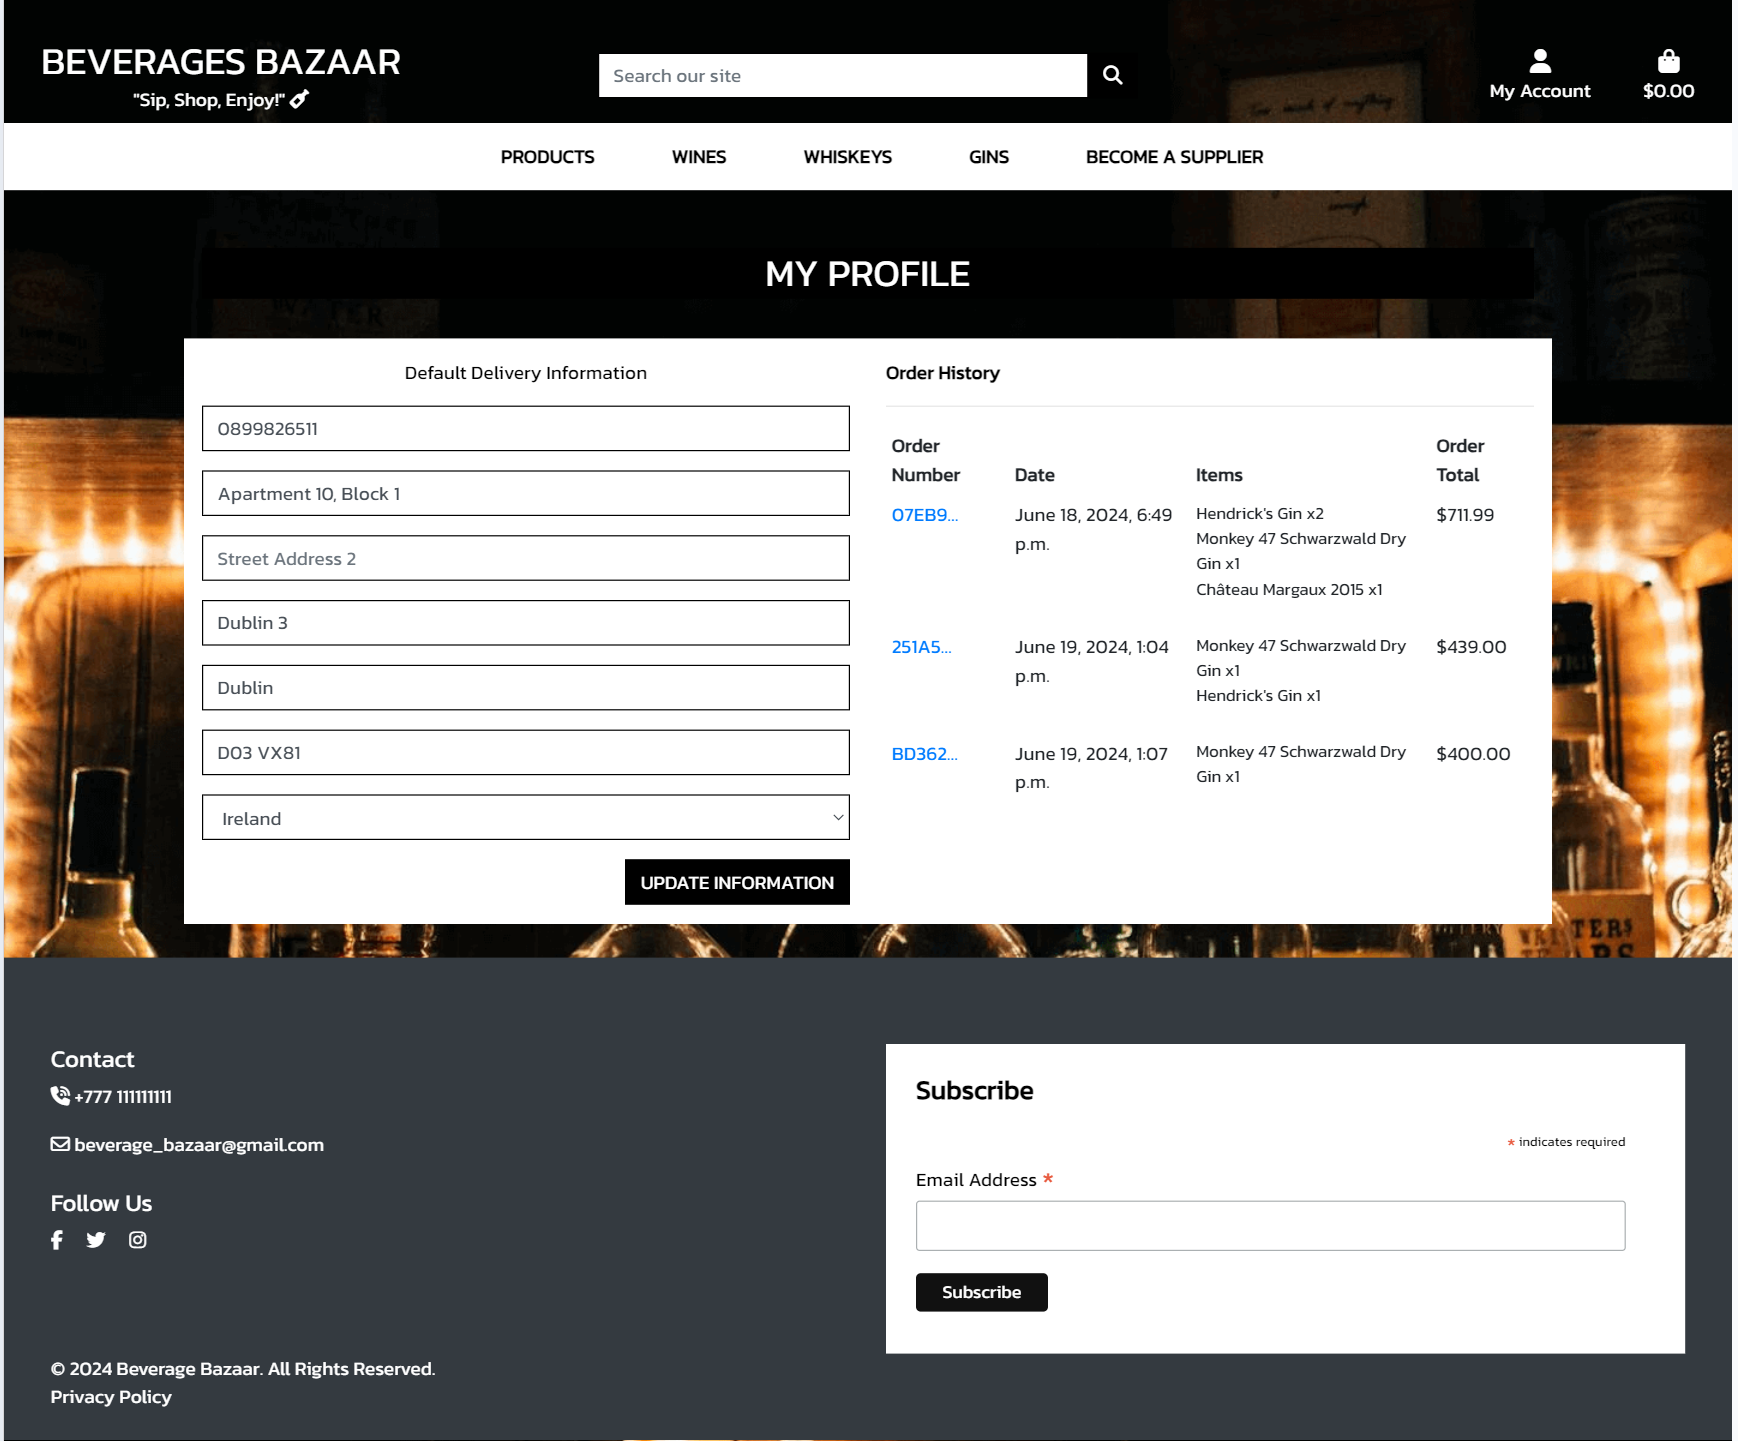 BEVERAGES BAZAAR
"Sip, Shop, Enjoy!"
Search our site
My Account
$0.00
PRODUCTS
WINES
WHISKEYS
GINS
BECOME A SUPPLIER
MY PROFILE
Default Delivery Information
0899826511
Apartment 10, Block 1
Street Address 2
Dublin 3
Dublin
D03 VX81
Ireland
UPDATE INFORMATION
Order History
Order Number
Date
Items
Order Total
07EB9...
June 18, 2024, 6:49
p.m.
Hendrick's Gin x2
Monkey 47 Schwarzwald Dry
Gin x1
Château Margaux 2015 x1
$711.99
251A5...
June 19, 2024, 1:04
p.m.
Monkey 47 Schwarzwald Dry
Gin x1
Hendrick's Gin x1
$439.00
BD362...
June 19, 2024, 1:07
p.m.
Monkey 47 Schwarzwald Dry
Gin x1
$400.00
Contact
+777 111111111
beverage_bazaar@gmail.com
Follow Us
© 2024 Beverage Bazaar. All Rights Reserved.
Privacy Policy
Subscribe
* indicates required
Email Address *
Subscribe